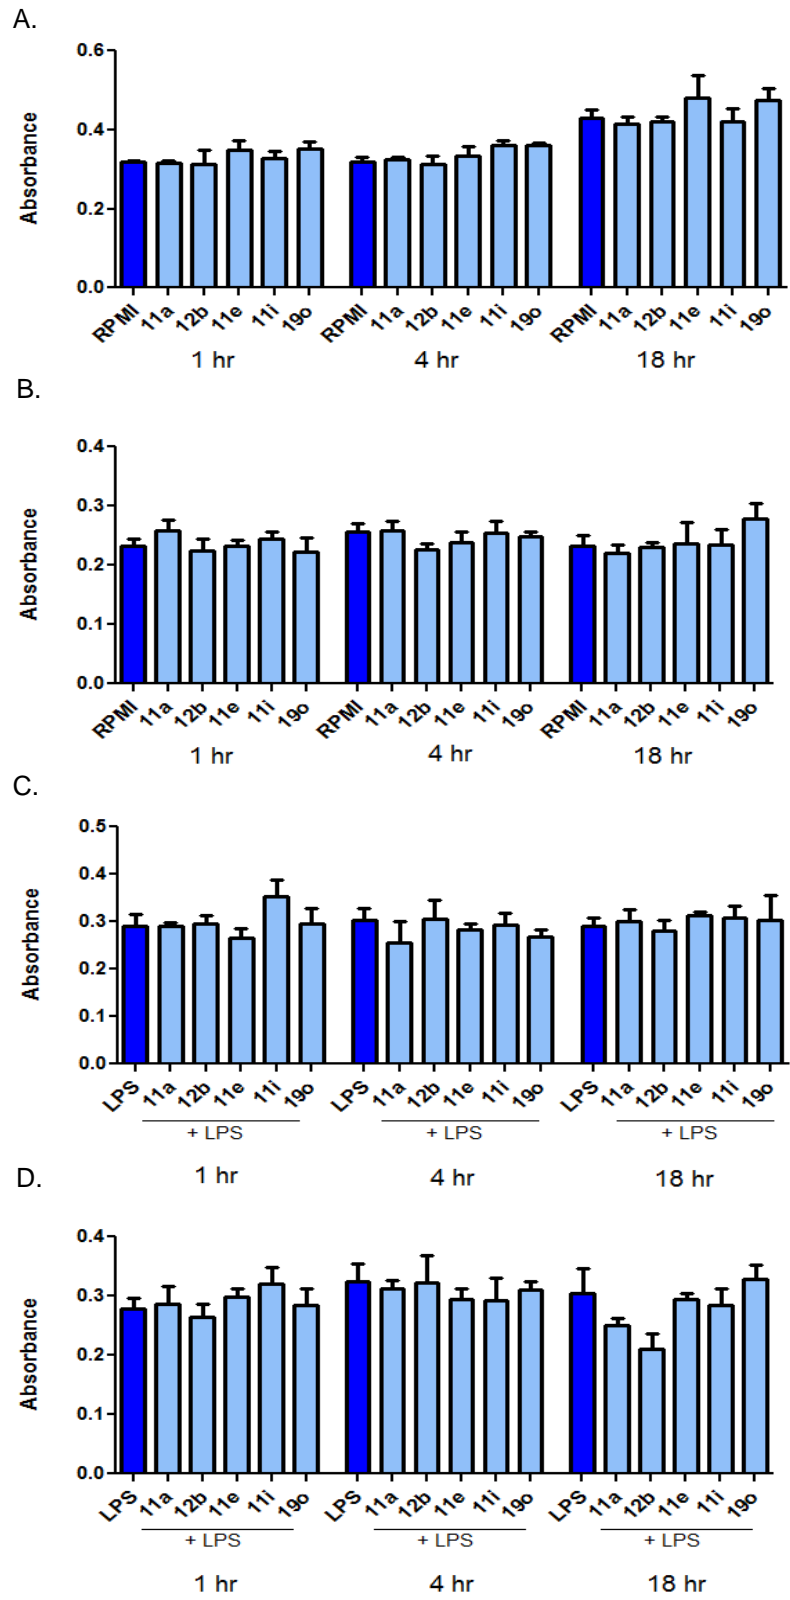 A.
0.6
0.4
0.2
0.0
Absorbance
RPMI 11a 12b 11e 11i 19o RPMI 11a 12b 11e 11i 19o RPMI 11a 12b 11e 11i 19o
1 hr 4 hr 18 hr
B.
0.4
0.3
0.2
0.1
0.0
Absorbance
RPMI 11a 12b 11e 11i 19o RPMI 11a 12b 11e 11i 19o RPMI 11a 12b 11e 11i 19o
1 hr 4 hr 18 hr
C.
0.5
0.4
0.3
0.2
0.1
0.0
Absorbance
LPS 11a 12b 11e 11i 19o LPS 11a 12b 11e 11i 19o LPS 11a 12b 11e 11i 19o
+ LPS + LPS + LPS
1 hr 4 hr 18 hr
D.
0.4
0.3
0.2
0.1
0.0
Absorbance
LPS 11a 12b 11e 11i 19o LPS 11a 12b 11e 11i 19o LPS 11a 12b 11e 11i 19o
+ LPS + LPS + LPS
1 hr 4 hr 18 hr